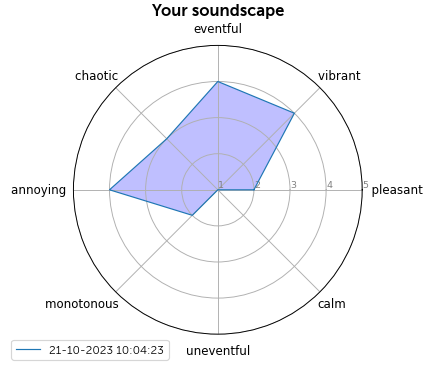 Your soundscape
eventful
chaotic
vibrant
annoying
1 2 3 4 5
pleasant
monotonous
calm
uneventful
21-10-2023 10:04:23